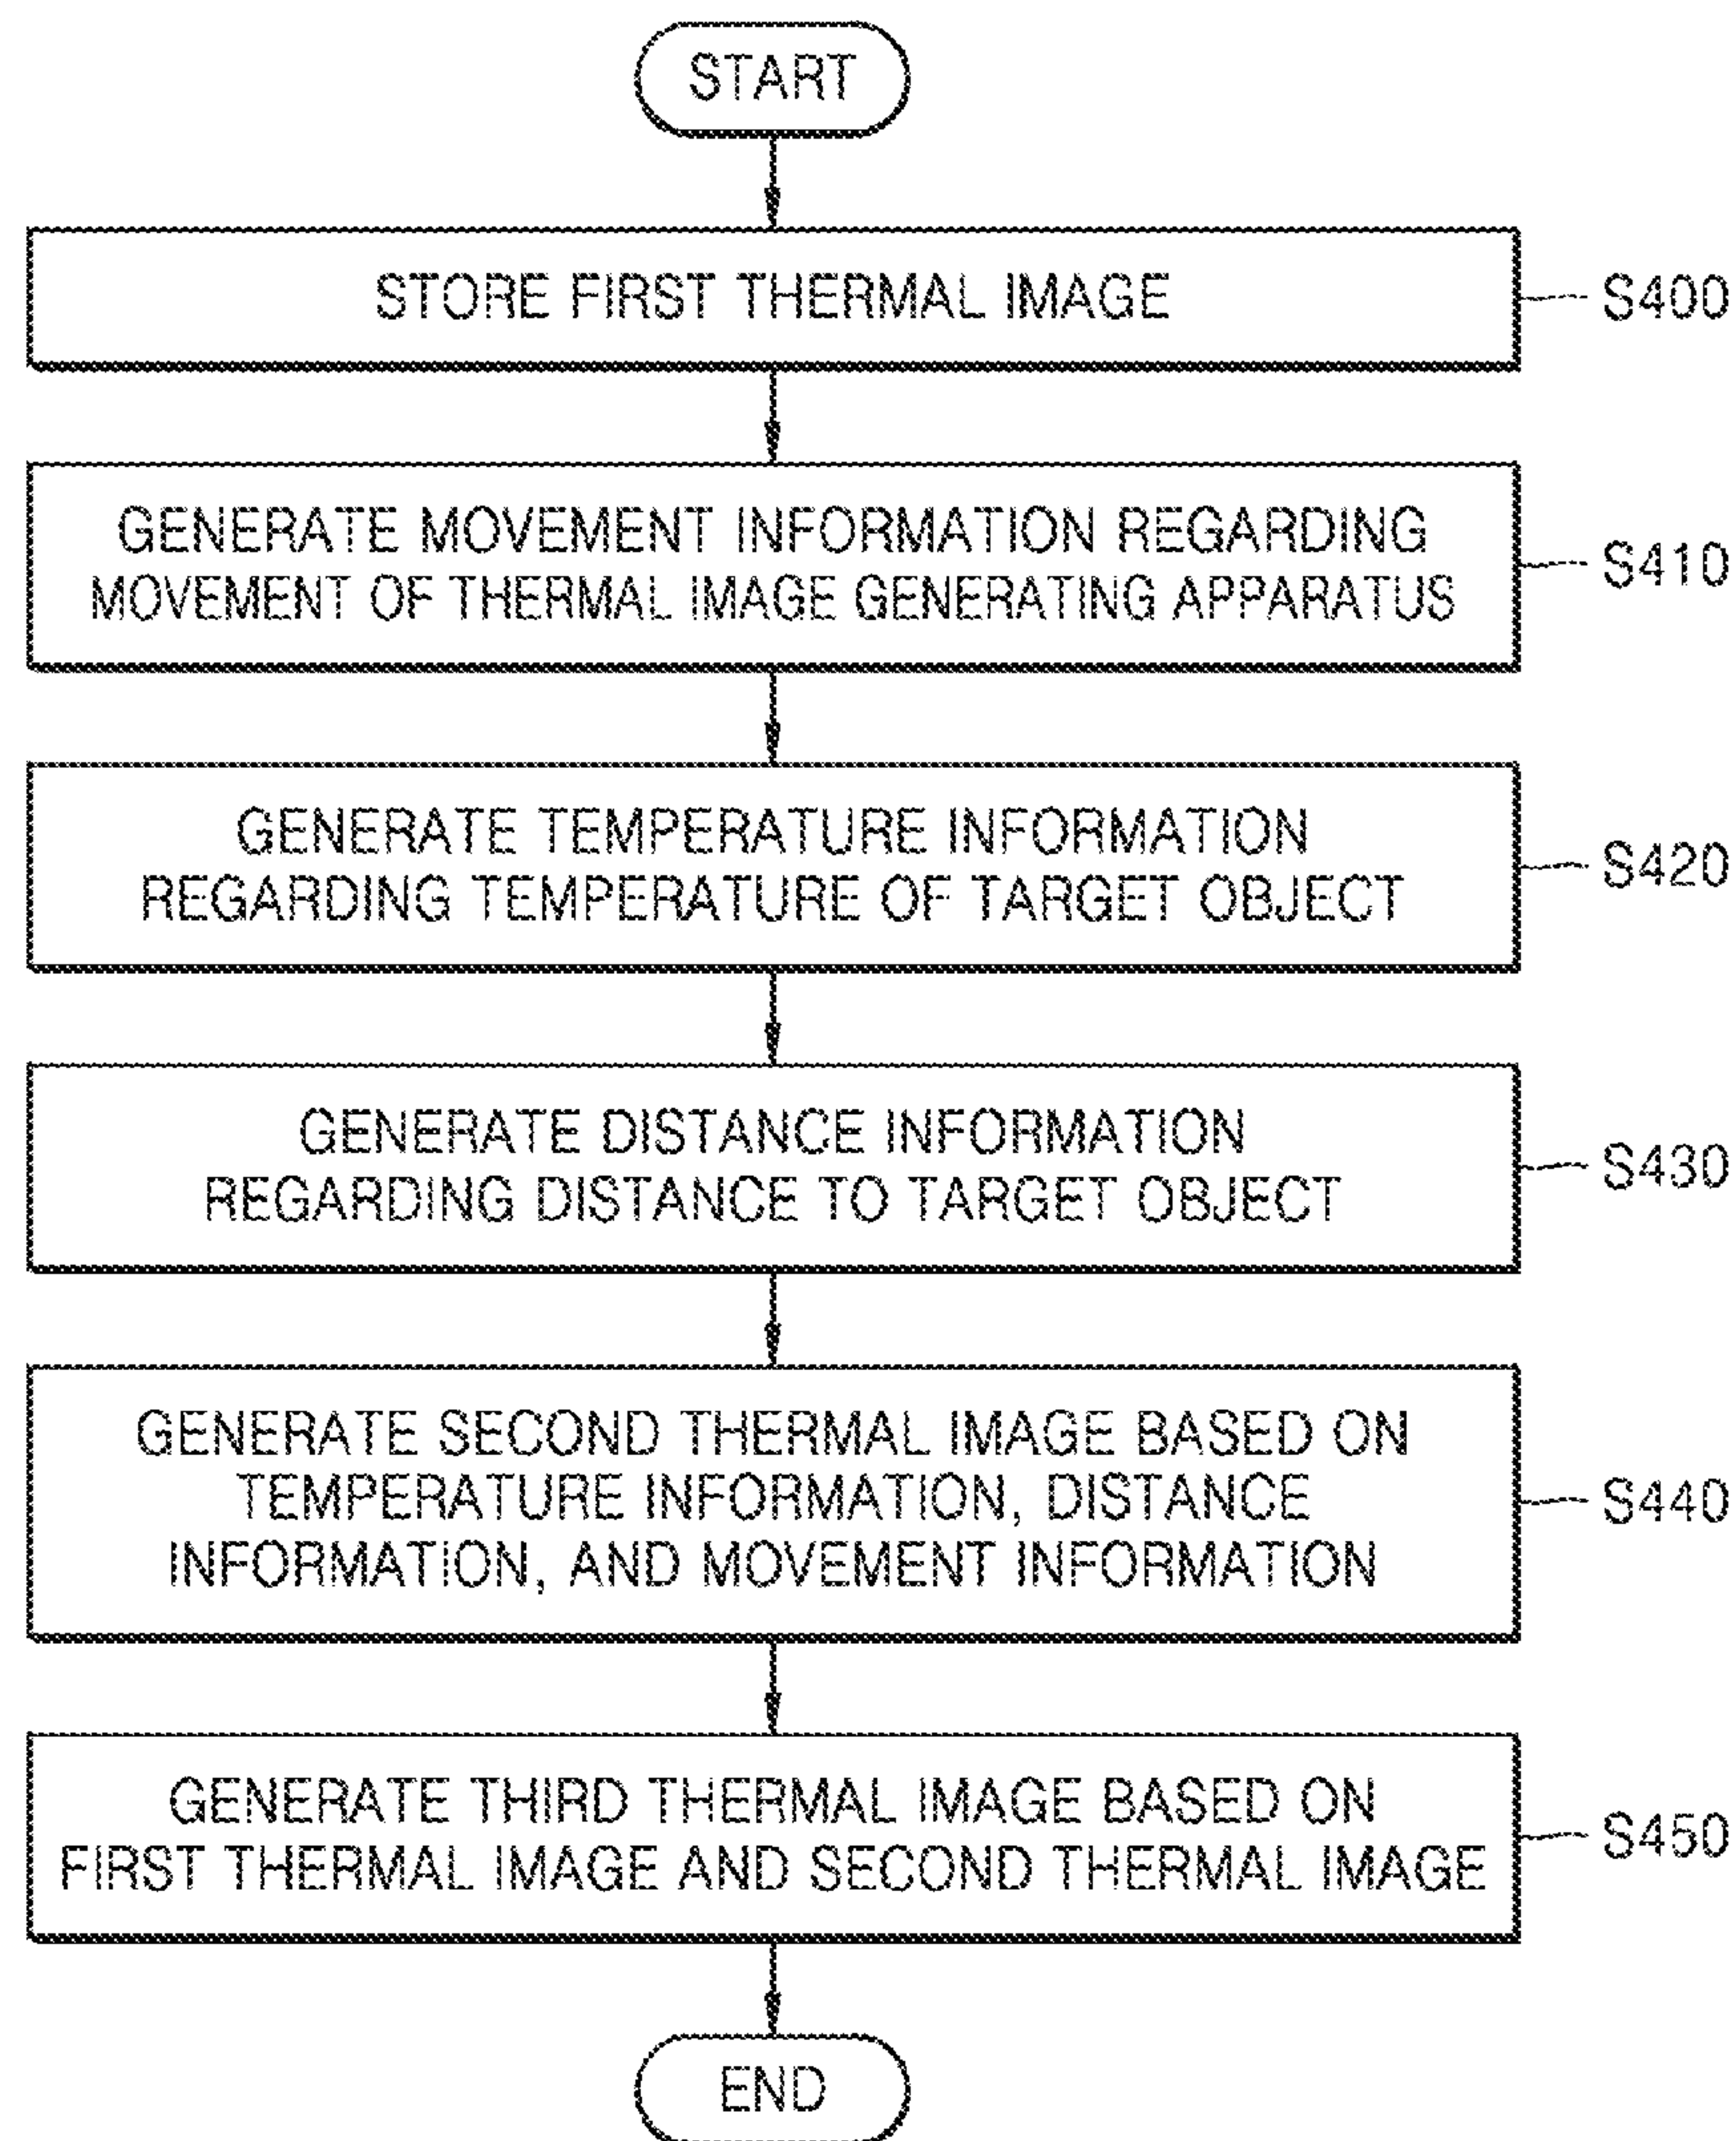 START
STORE FIRST THERMAL IMAGE
S400
GENERATE MOVEMENT INFORMATION REGARDING
MOVEMENT OF THERMAL IMAGE GENERATING APPARATUS
S410
GENERATE TEMPERATURE INFORMATION
REGARDING TEMPERATURE OF TARGET OBJECT
S420
GENERATE DISTANCE INFORMATION
REGARDING DISTANCE TO TARGET OBJECT
S430
GENERATE SECOND THERMAL IMAGE BASED ON
TEMPERATURE INFORMATION, DISTANCE
INFORMATION, AND MOVEMENT INFORMATION
S440
GENERATE THIRD THERMAL IMAGE BASED ON
FIRST THERMAL IMAGE AND SECOND THERMAL IMAGE
S450
END